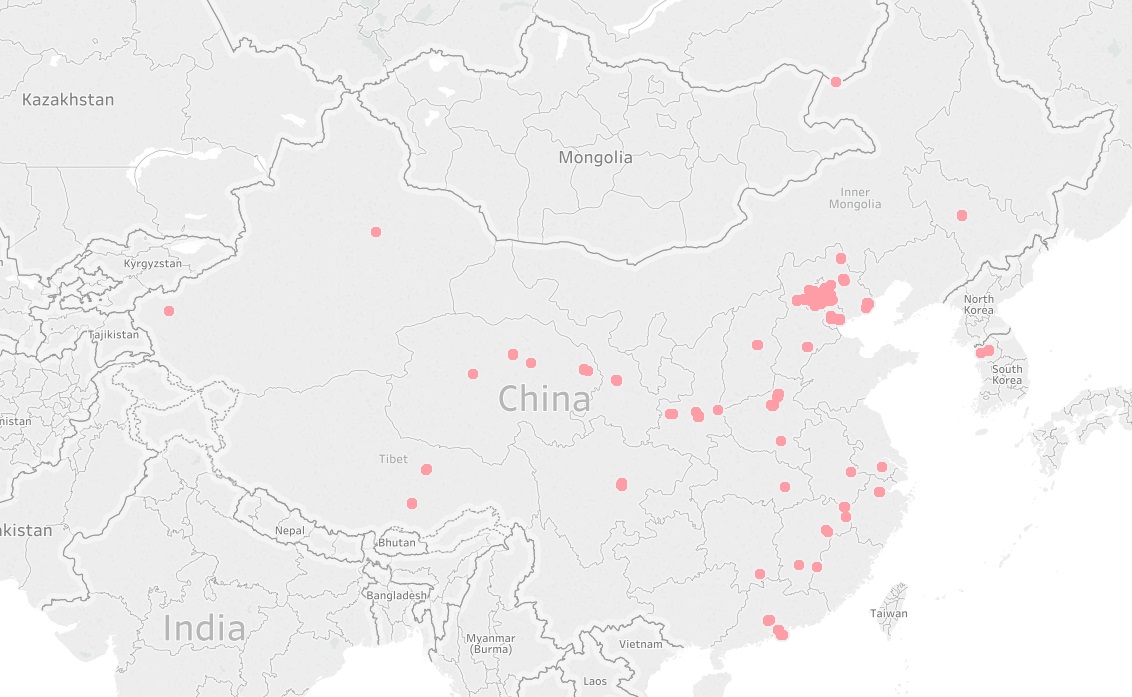 Kazakhstan
Mongolia
Inner
Mongolia
Kyrgyzstan
North
Korea
Tajikistan
South
Korea
China
nistan
Tibet
kistan
Nepal
Bhutan
Bangladesh
India
Taiwan
Myanmar
(Burma)
Vietnam
Laos